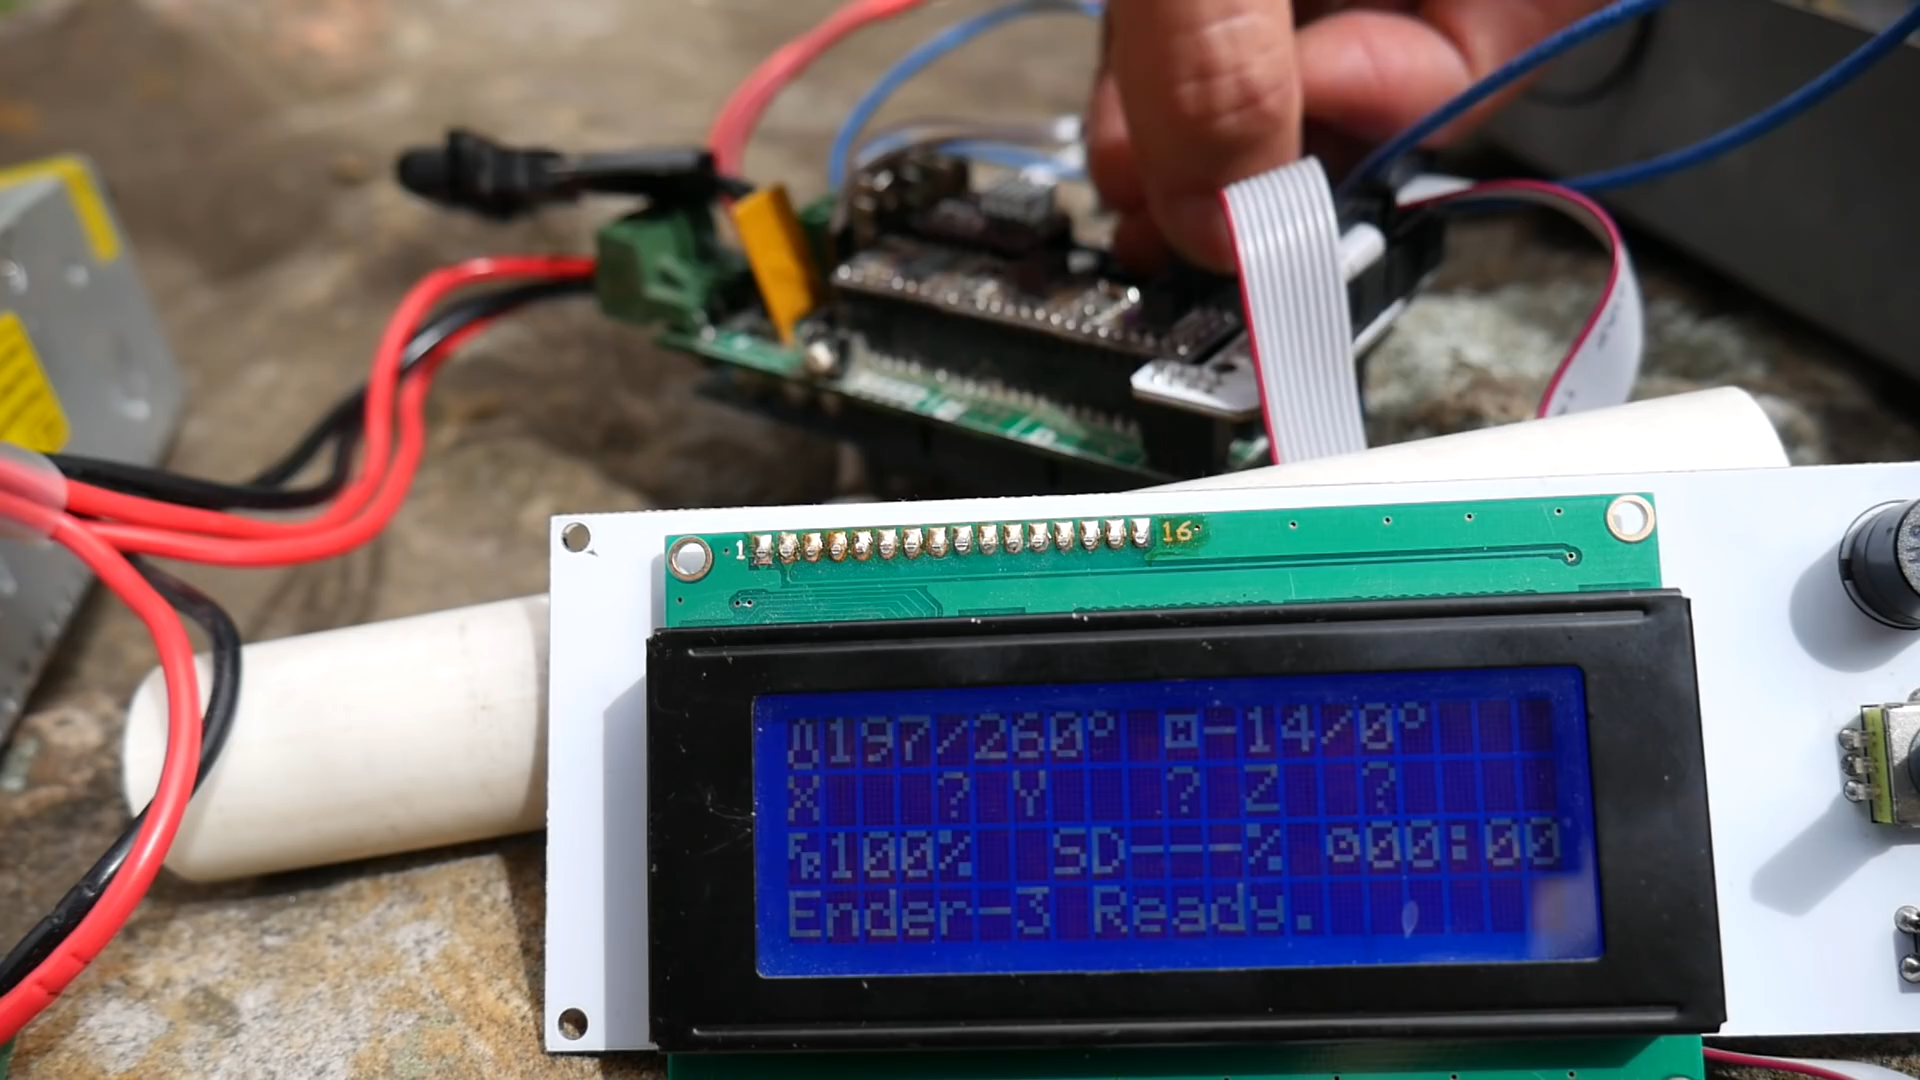 1 16
197/260° -14/0°
X ? Y ? Z ?
100% SD----% 00:00
Ender-3 Ready.